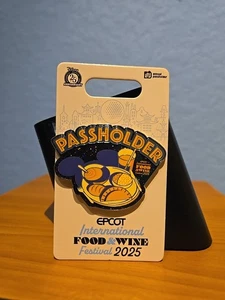 PASSHOLDER
EPCOT
International
FOOD & WINE
Festival 2025